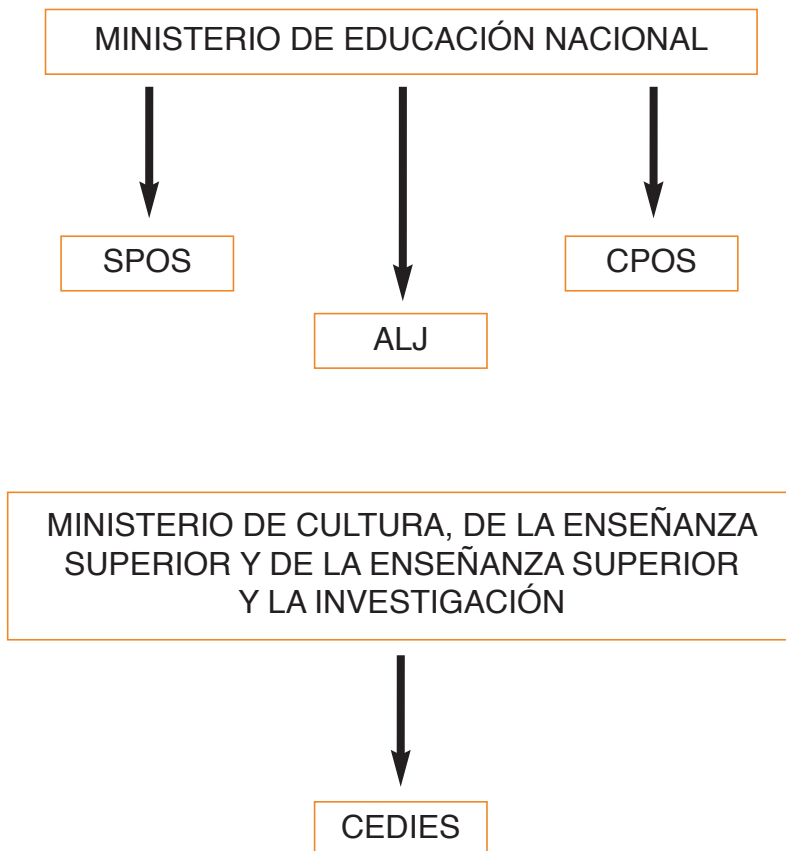 MINISTERIO DE EDUCACIÓN NACIONAL
SPOS
CPOS
ALJ
MINISTERIO DE CULTURA, DE LA ENSEÑANZA
SUPERIOR Y DE LA ENSEÑANZA SUPERIOR
Y LA INVESTIGACIÓN
CEDIES